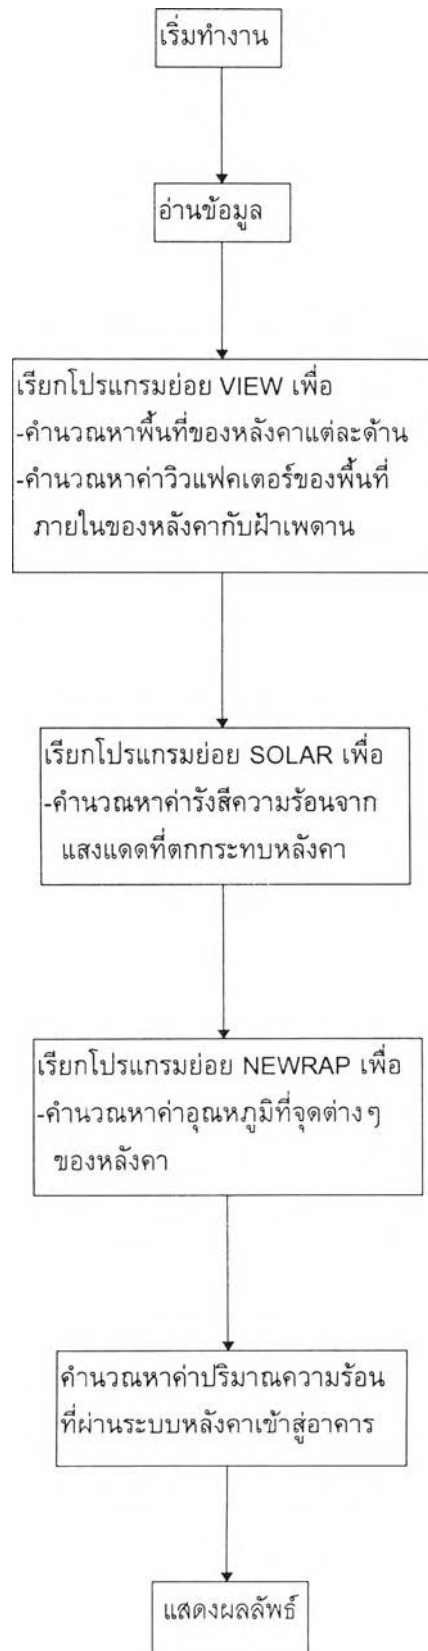 เริ่มทำงาน
อ่านข้อมูล
เรียกโปรแกรมย่อย VIEW เพื่อ
-คำนวณหาพื้นที่ของหลังคาแต่ละด้าน
-คำนวณหาค่าวิวแฟคเตอร์ของพื้นที่
ภายในของหลังคากับฝ้าเพดาน
เรียกโปรแกรมย่อย SOLAR เพื่อ
-คำนวณหาค่ารังสีความร้อนจาก
แสงแดดที่ตกกระทบหลังคา
เรียกโปรแกรมย่อย NEWRAP เพื่อ
-คำนวณหาค่าอุณหภูมิที่จุดต่างๆ
ของหลังคา
คำนวณหาค่าปริมาณความร้อน
ที่ผ่านระบบหลังคาเข้าสู่อาคาร
แสดงผลลัพธ์